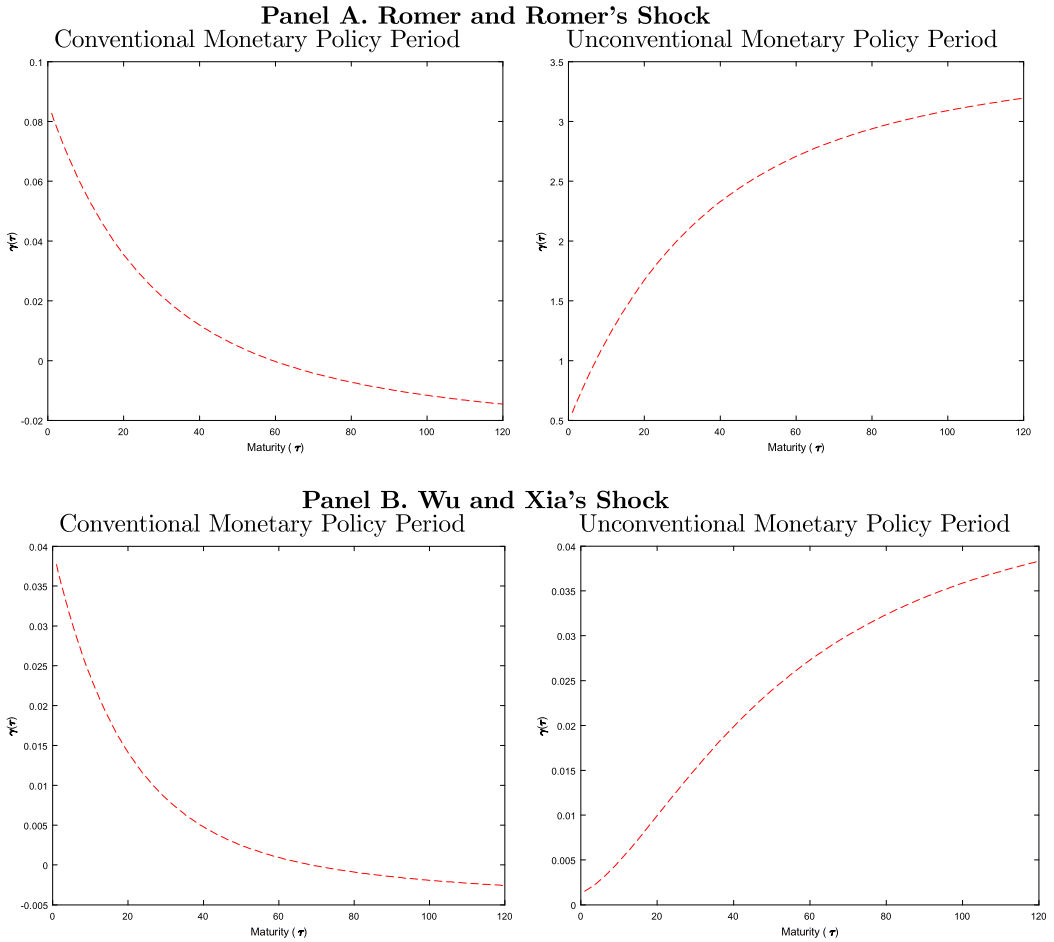 Panel A. Romer and Romer's Shock
Conventional Monetary Policy Period
Unconventional Monetary Policy Period
0.1
0.08
0.06
0.04
0.02
0
-0.02
γ(τ)
0 20 40 60 80 100 120
Maturity ( τ)
3.5
3
2.5
2
1.5
1
0.5
γ(τ)
0 20 40 60 80 100 120
Maturity ( τ)
Panel B. Wu and Xia's Shock
Conventional Monetary Policy Period
Unconventional Monetary Policy Period
0.04
0.035
0.03
0.025
0.02
0.015
0.01
0.005
0
-0.005
γ(τ)
0 20 40 60 80 100 120
Maturity ( τ)
0.04
0.035
0.03
0.025
0.02
0.015
0.01
0.005
0
γ(τ)
0 20 40 60 80 100 120
Maturity ( τ)